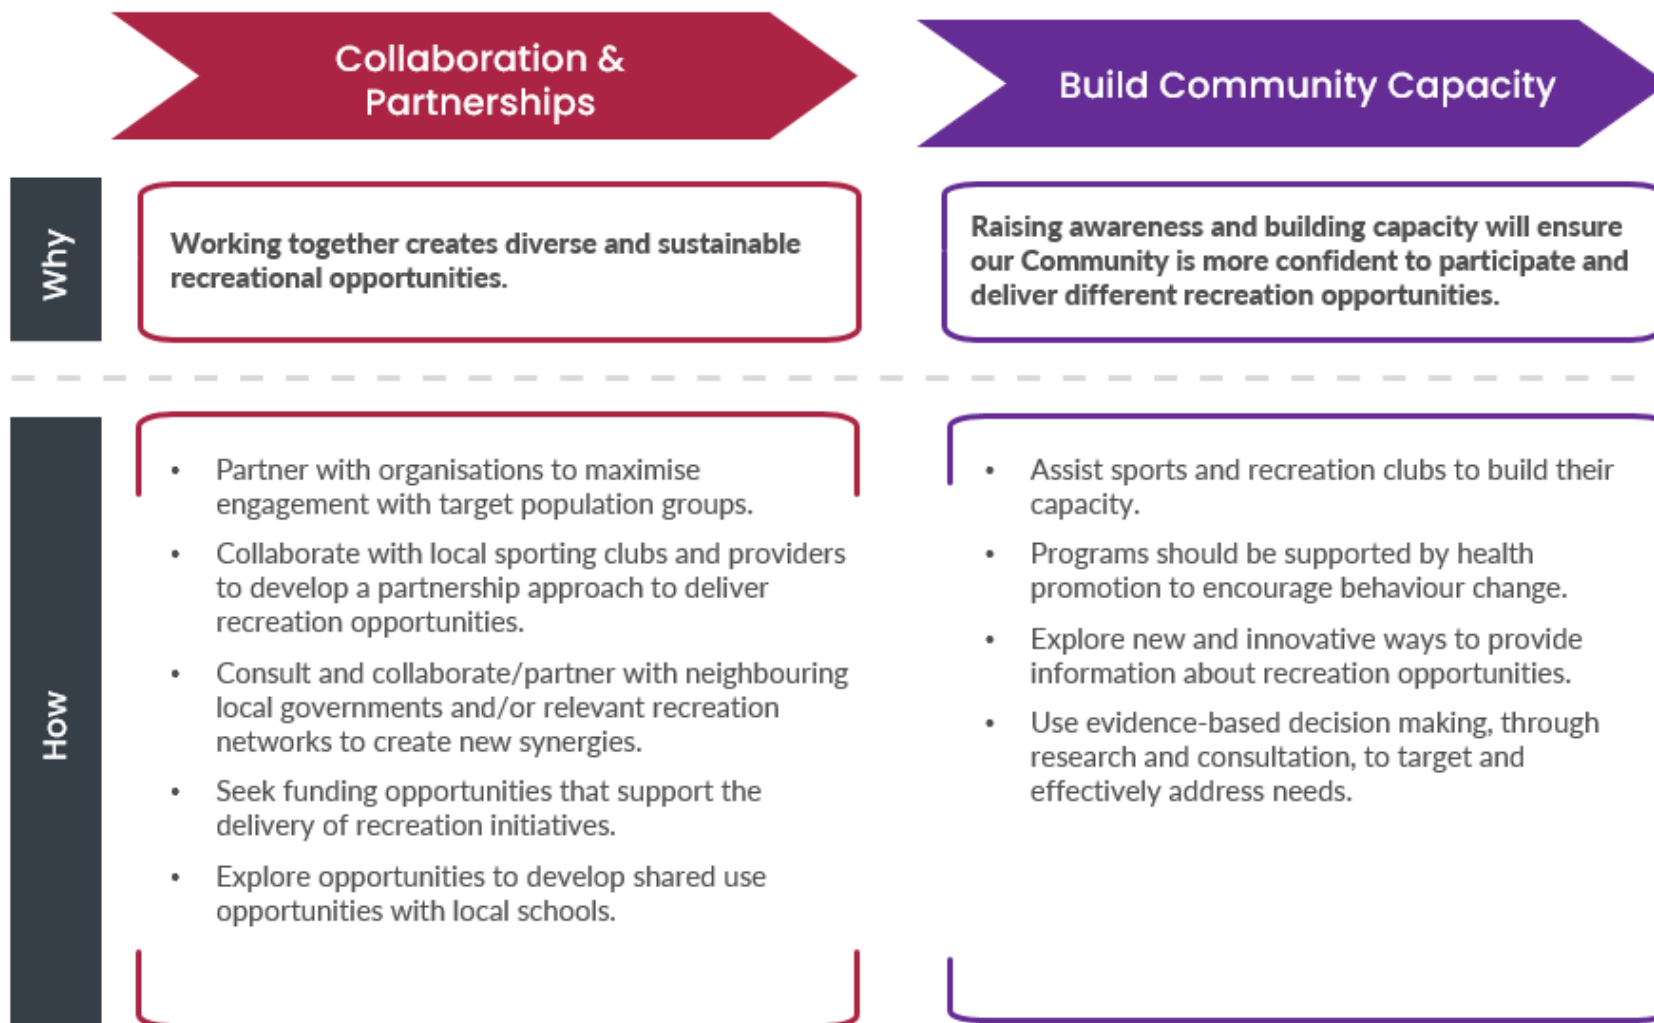 Collaboration &
Partnerships
Build Community Capacity
Why
Working together creates diverse and sustainable
recreational opportunities.
Raising awareness and building capacity will ensure
our Community is more confident to participate and
deliver different recreation opportunities.
How
• Partner with organisations to maximise
engagement with target population groups.
• Collaborate with local sporting clubs and providers
to develop a partnership approach to deliver
recreation opportunities.
• Consult and collaborate/partner with neighbouring
local governments and/or relevant recreation
networks to create new synergies.
• Seek funding opportunities that support the
delivery of recreation initiatives.
• Explore opportunities to develop shared use
opportunities with local schools.
• Assist sports and recreation clubs to build their
capacity.
• Programs should be supported by health
promotion to encourage behaviour change.
• Explore new and innovative ways to provide
information about recreation opportunities.
• Use evidence-based decision making, through
research and consultation, to target and
effectively address needs.